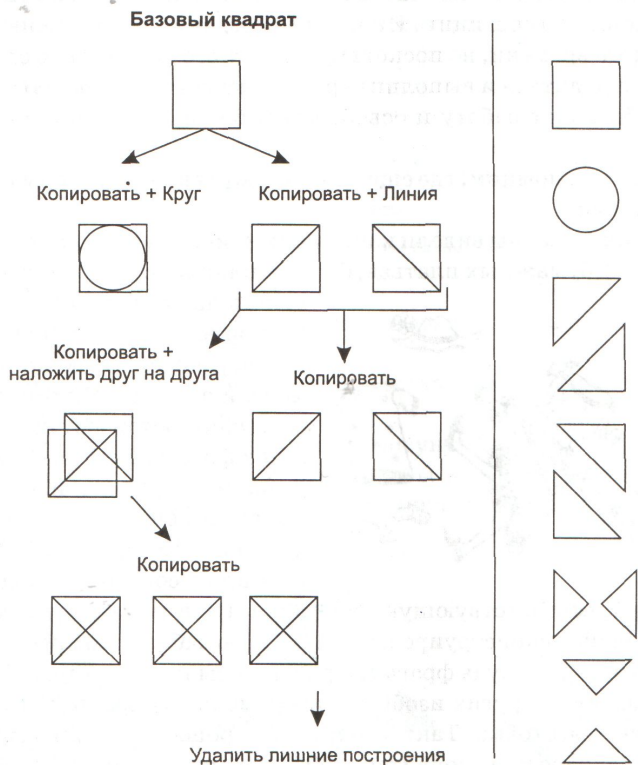 Базовый квадрат
Копировать + Круг
Копировать + Линия
Копировать +
наложить друг на друга
Копировать
Копировать
Удалить лишние построения